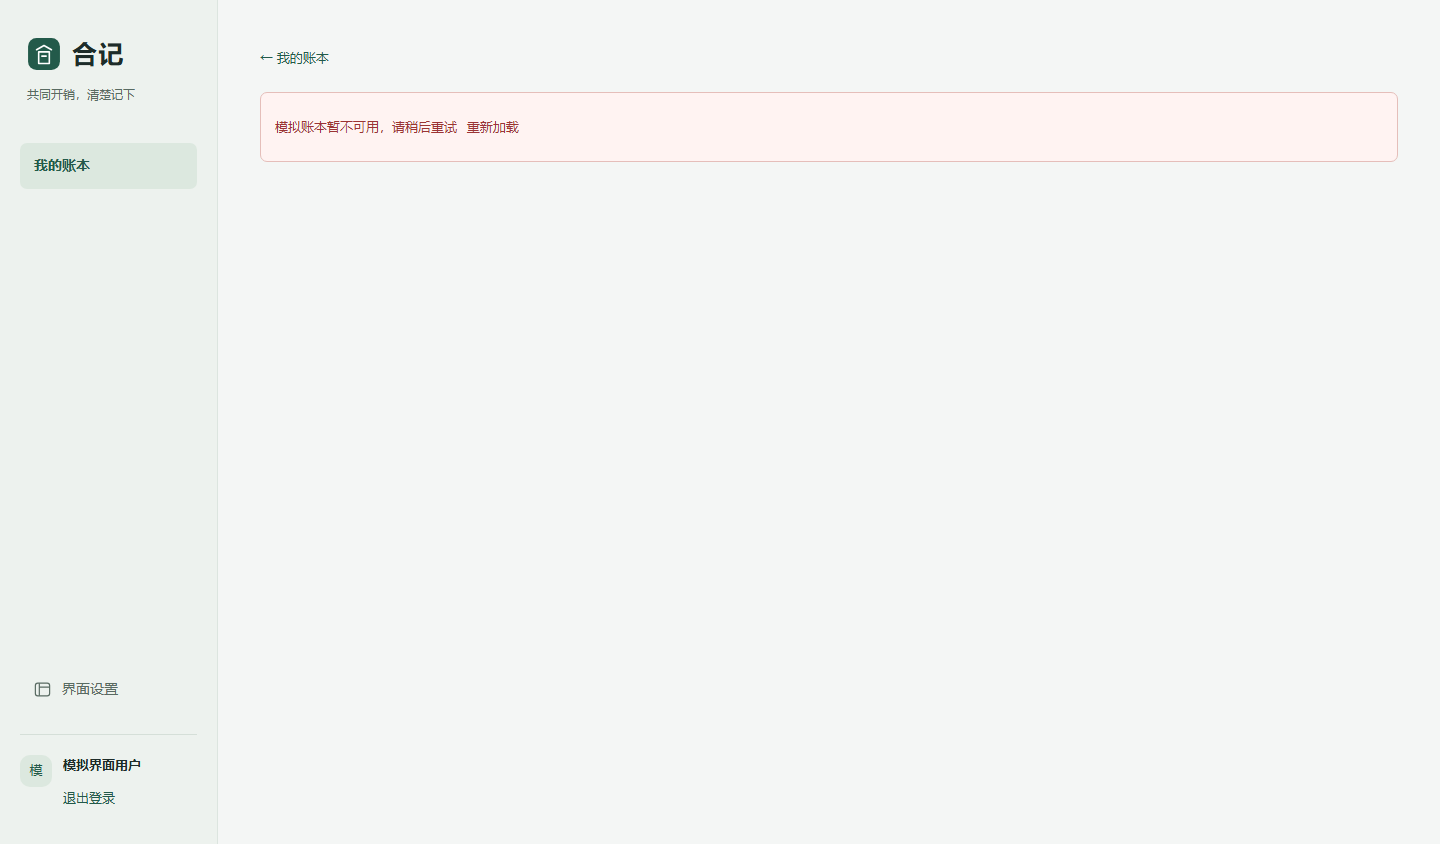 合记
共同开销，清楚记下
我的账本
界面设置
模
模拟界面用户
退出登录
← 我的账本
模拟账本暂不可用，请稍后重试 重新加载